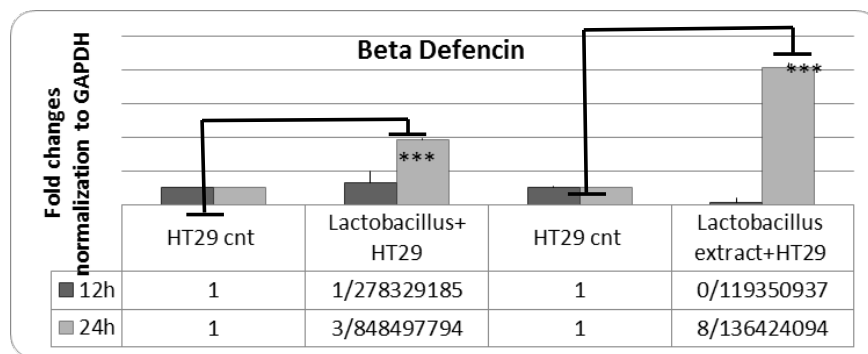 Beta Defencin
Fold changes
normalization to GAPDH
***
***
HT29 cnt
Lactobacillus+
HT29
HT29 cnt
Lactobacillus
extract+HT29
12h 1 1/278329185 1 0/119350937
24h 1 3/848497794 1 8/136424094